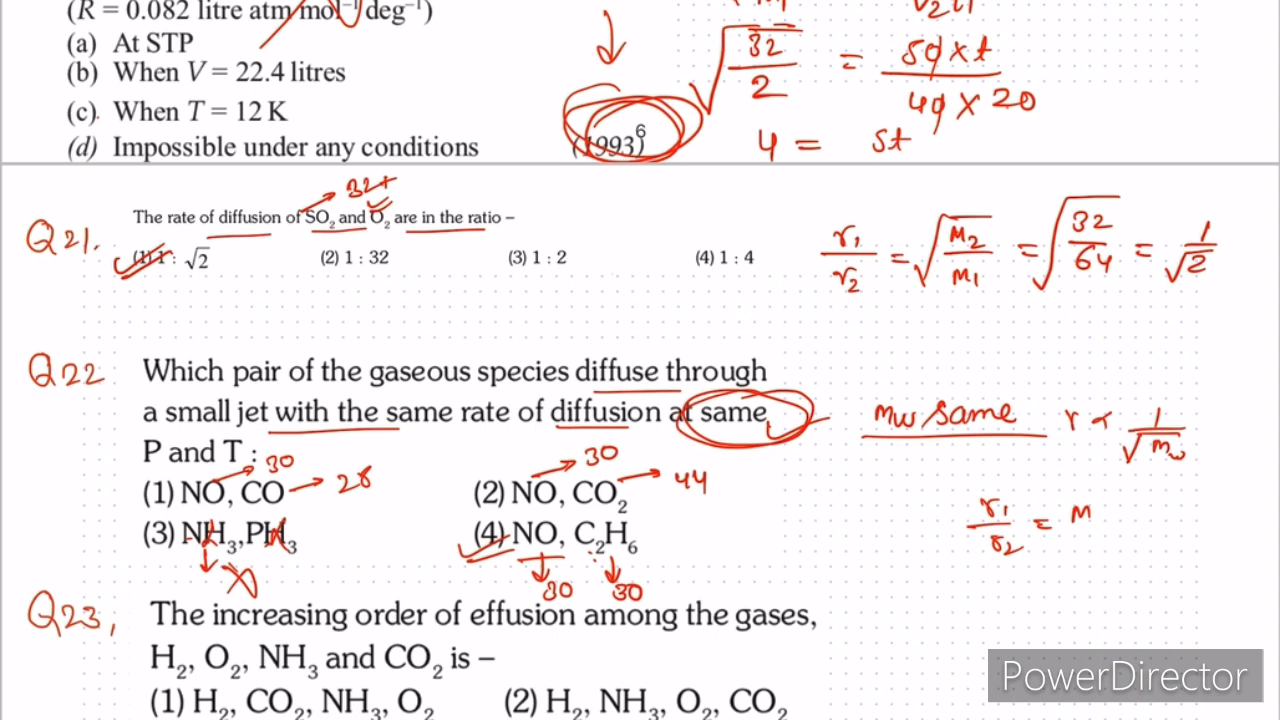 (R = 0.082 litre atm mol⁻¹ deg⁻¹)
(a) At STP
(b) When V = 22.4 litres
(c). When T = 12 K
(d) Impossible under any conditions (1993)⁶
√32/2 = 50 x t / 40 x 20
4 = 5t
32+
Q21. The rate of diffusion of SO₂ and O₂ are in the ratio –
(1) 1 : √2 (2) 1 : 32 (3) 1 : 2 (4) 1 : 4
r₁/r₂ = √M₂/M₁ = √32/64 = 1/√2
Q22 Which pair of the gaseous species diffuse through
a small jet with the same rate of diffusion at same
P and T :
mw same r ∝ 1/√mw
30 28 30 44
(1) NO, CO (2) NO, CO₂
(3) NH₃,PH₃ (4) NO, C₂H₆
30 30
r₁/r₂ = M
Q23, The increasing order of effusion among the gases,
H₂, O₂, NH₃ and CO₂ is –
(1) H₂, CO₂, NH₃, O₂ (2) H₂, NH₃, O₂, CO₂
PowerDirector